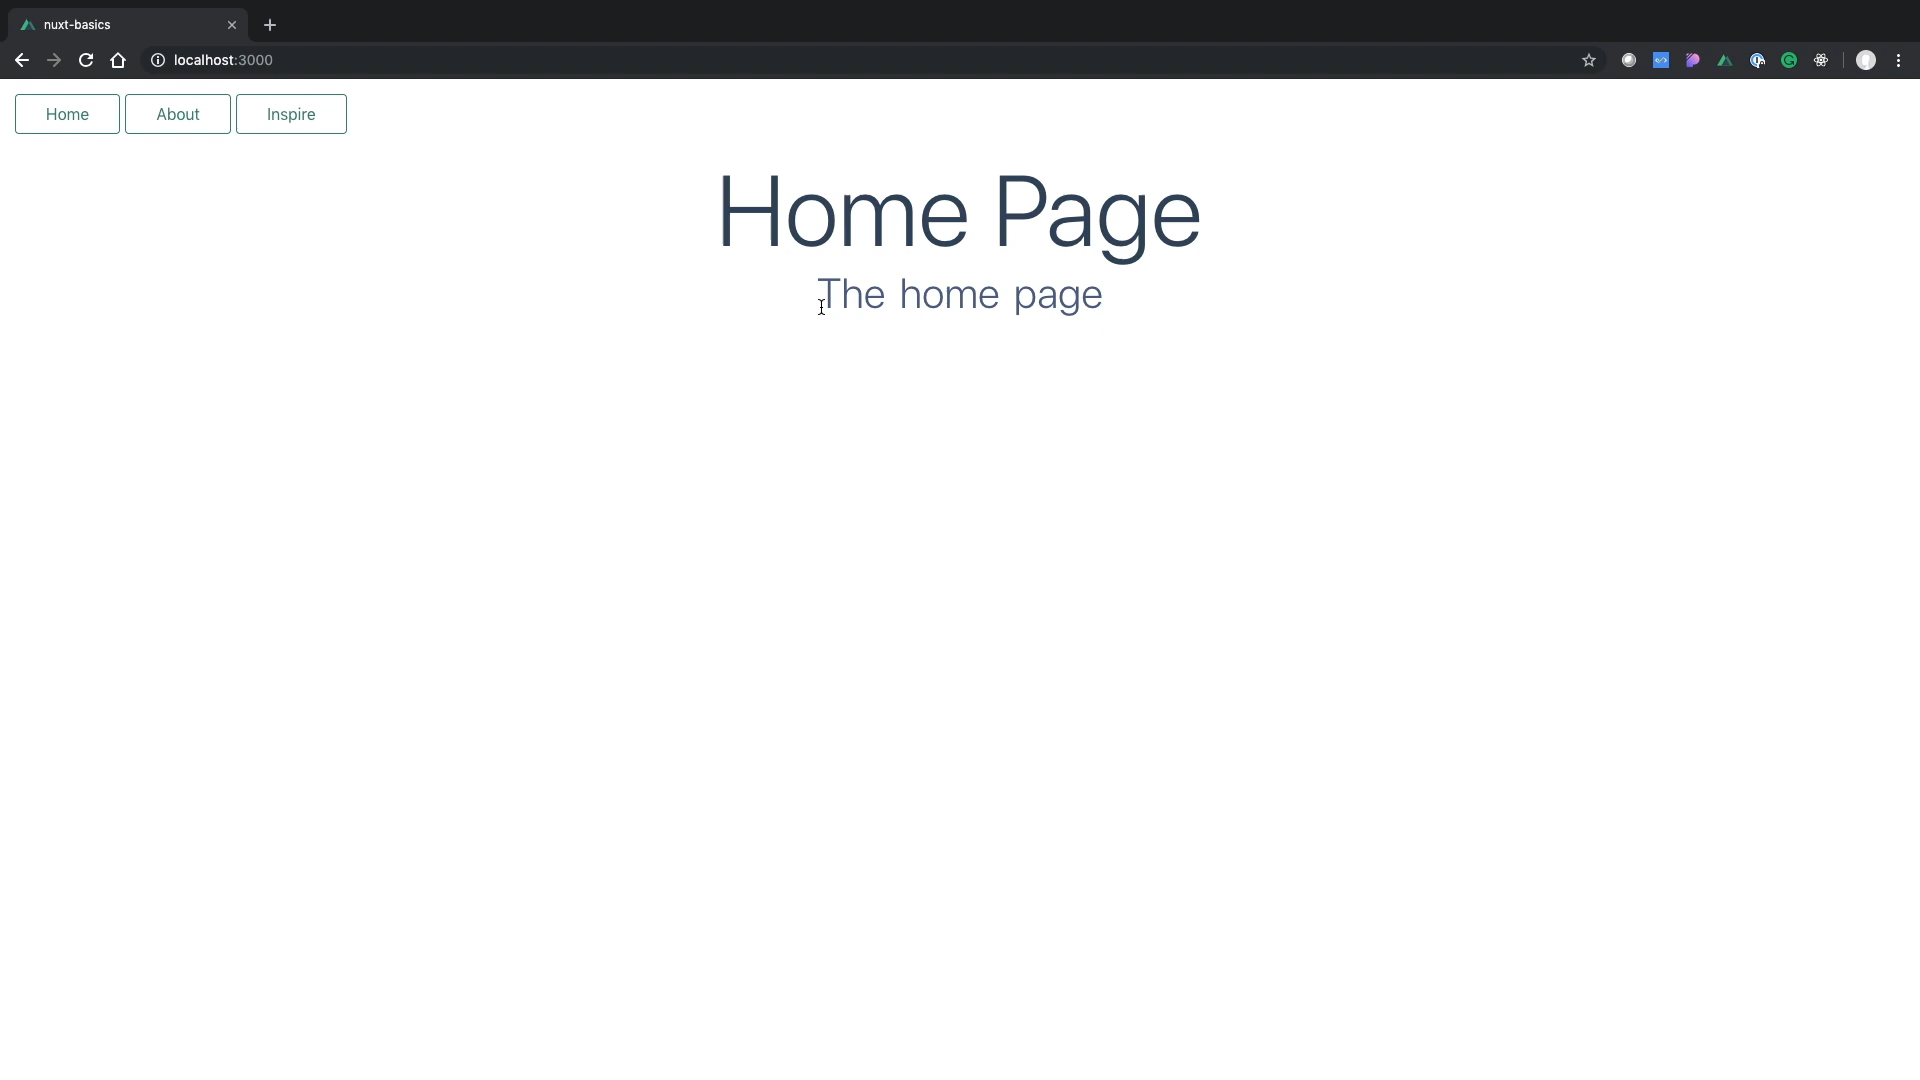 nuxt-basics
localhost:3000
Home About Inspire
Home Page
The home page